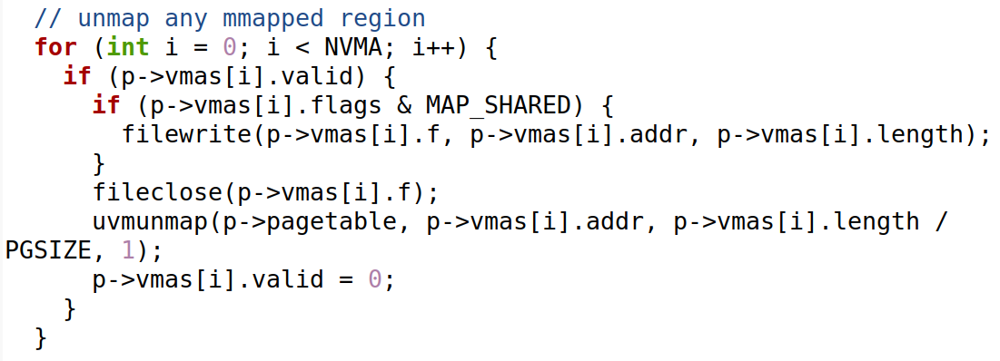 // unmap any mmapped region
for (int i = 0; i < NVMA; i++) {
if (p->vmas[i].valid) {
if (p->vmas[i].flags & MAP_SHARED) {
filewrite(p->vmas[i].f, p->vmas[i].addr, p->vmas[i].length);
}
fileclose(p->vmas[i].f);
uvmunmap(p->pagetable, p->vmas[i].addr, p->vmas[i].length /
PGSIZE, 1);
p->vmas[i].valid = 0;
}
}